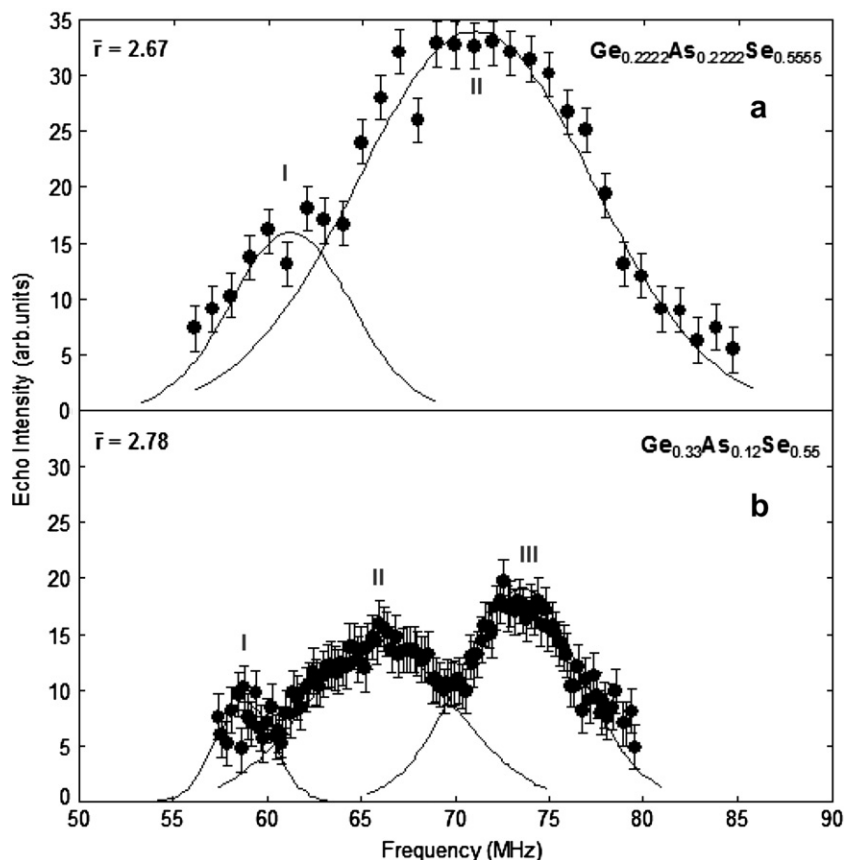 35
r̄ = 2.67
Ge0.2222As0.2222Se0.5555
30
II
a
25
20
I
15
10
5
0
Echo Intensity (arb.units)
r̄ = 2.78
Ge0.33As0.12Se0.55
30
25
b
20
III
II
15
I
10
5
0
50 55 60 65 70 75 80 85 90
Frequency (MHz)